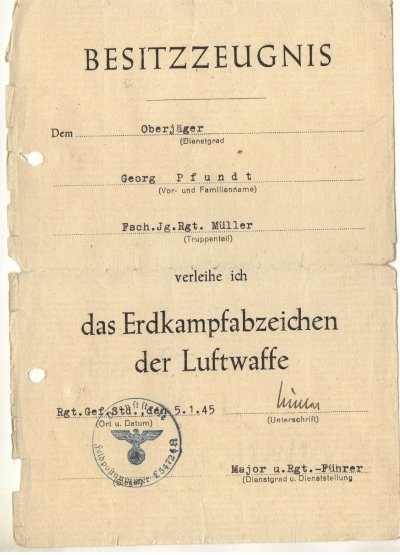 BESITZZEUGNIS
Dem Oberjäger
(Dienstgrad
Georg Pfundt
(Vor- und Familienname)
Fsch.Jg.Rgt. Müller
(Truppenteil)
verleihe ich
das Erdkampfabzeichen
der Luftwaffe
Rgt.Gef.Std., den 5.1.45
(Ort u. Datum)
(Unterschrift)
Major u.Rgt.-Führer
(Dienstgrad u. Dienststellung